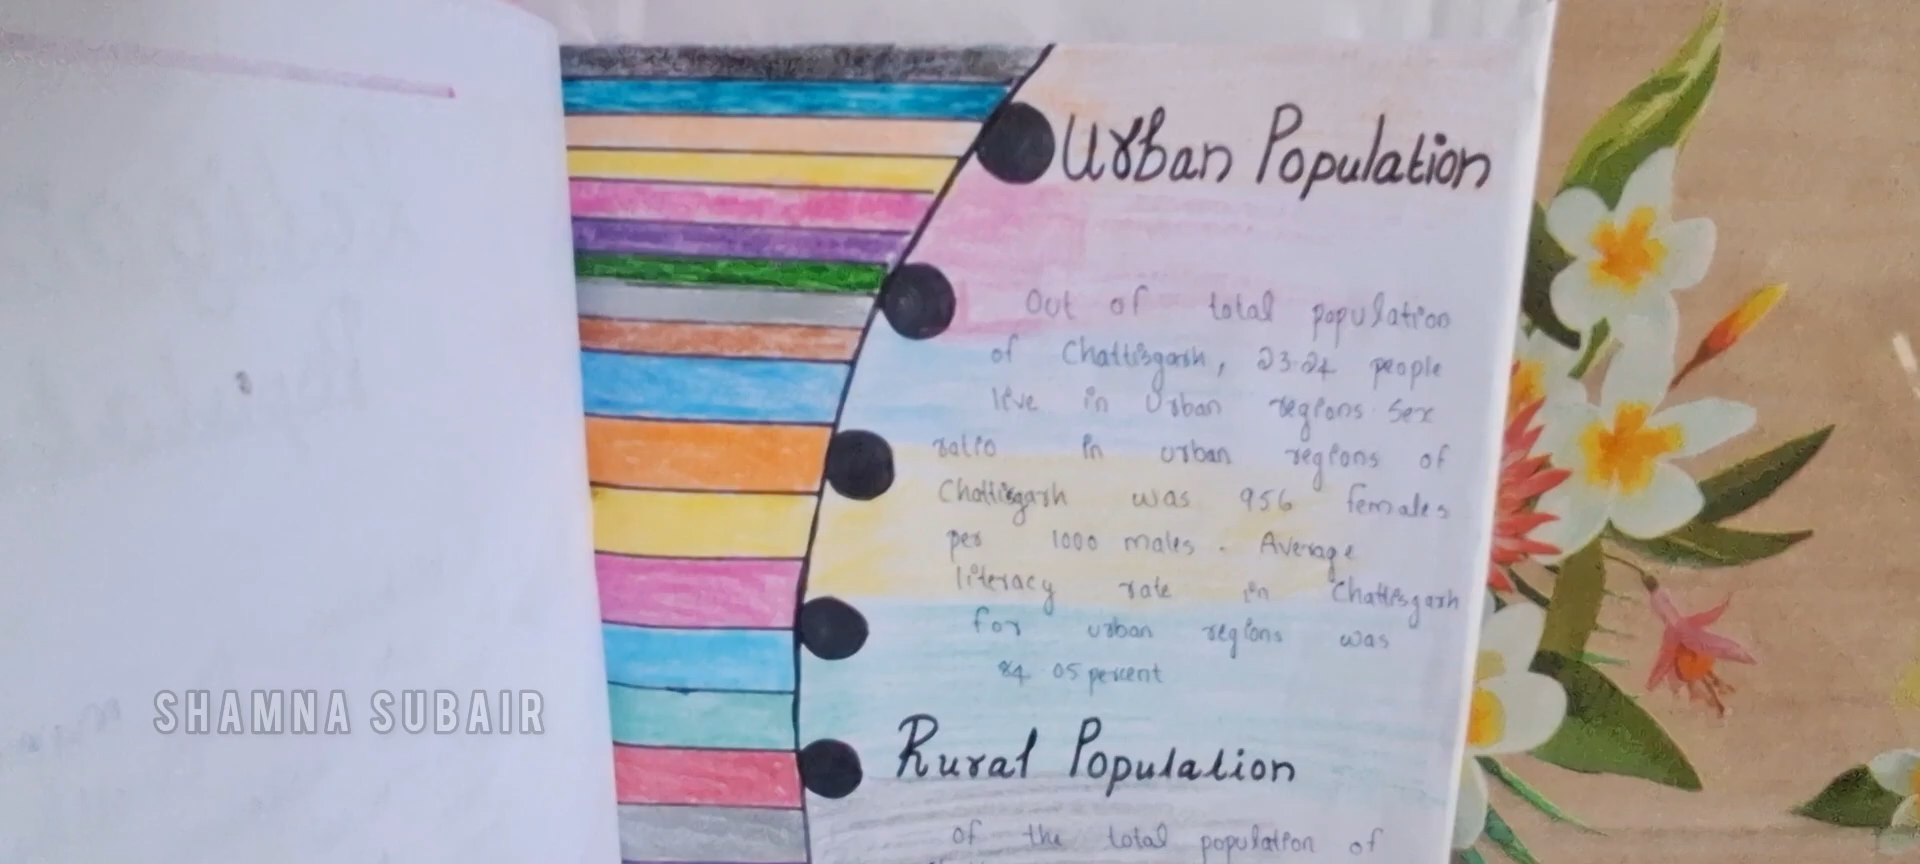 Urban Population
Out of total population
of Chattisgarh, 23.24 people
live in Urban regions. Sex
ratio in urban regions of
Chattisgarh was 956 females
per 1000 males. Average
literacy rate in Chattisgarh
for urban regions was
84.05 percent
Rural Population
of the total population of
SHAMNA SUBAIR